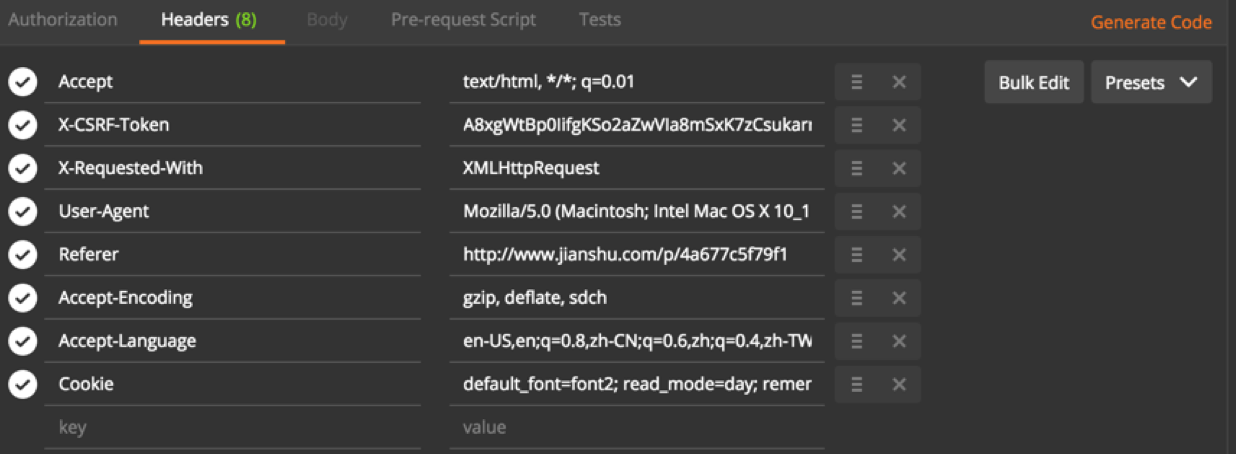 Authorization Headers (8) Body Pre-request Script Tests Generate Code
Accept text/html, */*; q=0.01 Bulk Edit Presets
X-CSRF-Token
X-Requested-With XMLHttpRequest
User-Agent Mozilla/5.0 (Macintosh; Intel Mac OS X 10_1
Referer http://www.jianshu.com/p/4a677c5f79f1
Accept-Encoding gzip, deflate, sdch
Accept-Language en-US,en;q=0.8,zh-CN;q=0.6,zh;q=0.4,zh-TW
Cookie default_font=font2; read_mode=day; remer
key value